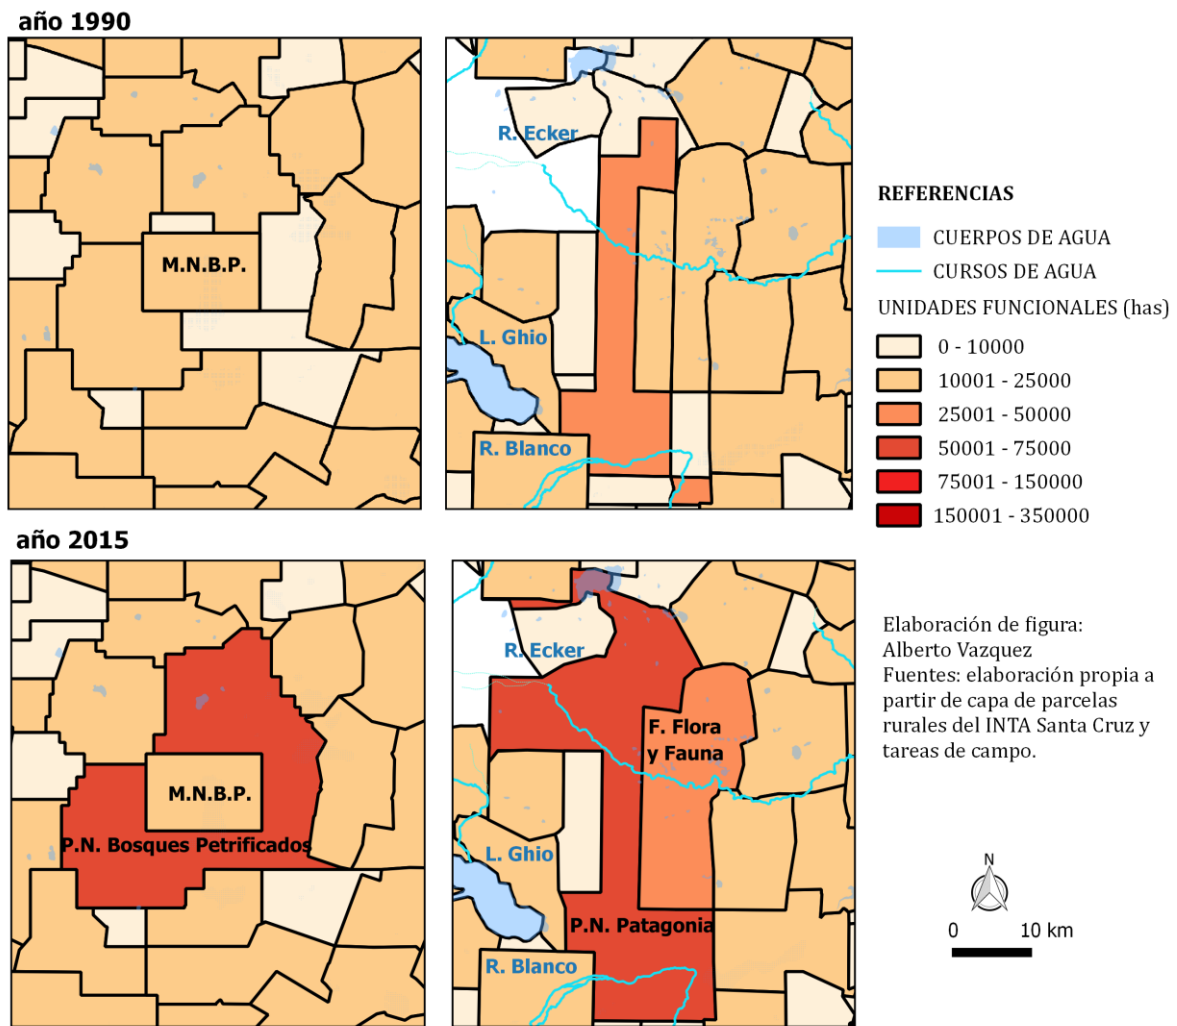 año 1990
M.N.B.P.
R. Ecker
L. Ghio
R. Blanco
REFERENCIAS
CUERPOS DE AGUA
CURSOS DE AGUA
UNIDADES FUNCIONALES (has)
0 - 10000
10001 - 25000
25001 - 50000
50001 - 75000
75001 - 150000
150001 - 350000
año 2015
M.N.B.P.
P.N. Bosques Petrificados
R. Ecker
F. Flora
y Fauna
L. Ghio
P.N. Patagonia
R. Blanco
Elaboración de figura:
Alberto Vazquez
Fuentes: elaboración propia a
partir de capa de parcelas
rurales del INTA Santa Cruz y
tareas de campo.
N
0 10 km